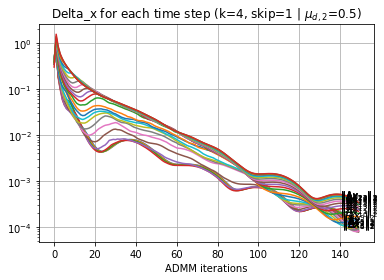 Delta_x for each time step (k=4, skip=1 | μ_{d,2}=0.5)
10⁰
10⁻¹
10⁻²
10⁻³
10⁻⁴
0 20 40 60 80 100 120 140
ADMM iterations